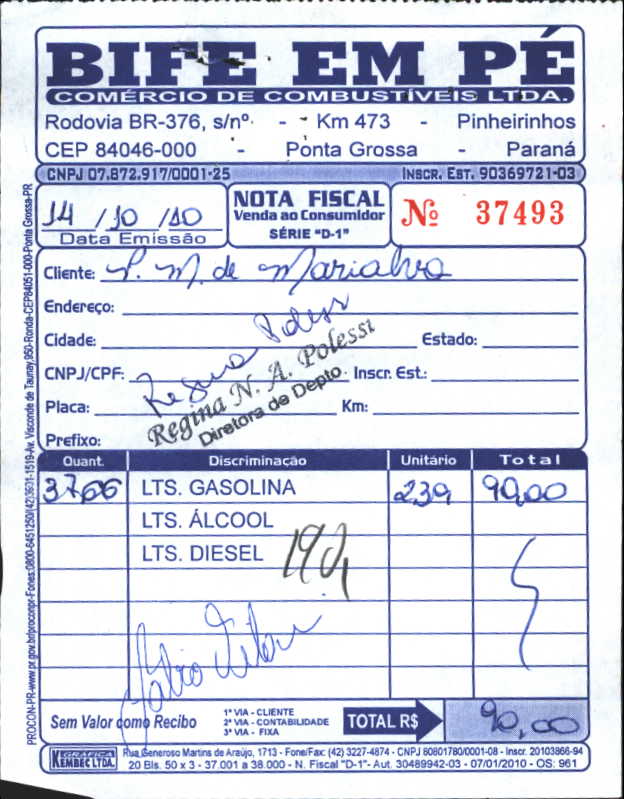 BIFE EM PÉ
COMÉRCIO DE COMBUSTÍVEIS LTDA.
Rodovia BR-376, s/nº - Km 473 - Pinheirinhos
CEP 84046-000 - Ponta Grossa - Paraná
CNPJ 07.872.917/0001-25 INSCR. EST. 90369721-03
14/10/10
Data Emissão
NOTA FISCAL
Venda ao Consumidor
SÉRIE "D-1"
Nº 37493
Cliente: P. M. de Marialva
Endereço:
Cidade: Estado:
CNPJ/CPF: Inscr. Est.:
Placa: Km:
Prefixo:
Regina N. A. Polessi
Diretora de Depto.
Quant. Discriminação Unitário Total
37,66 LTS. GASOLINA 2,39 90,00
LTS. ÁLCOOL
LTS. DIESEL
Sem Valor como Recibo
1ª VIA - CLIENTE
2ª VIA - CONTABILIDADE
3ª VIA - FIXA
TOTAL R$ 90,00
GRÁFICA
KEMBEC LTDA.
Rua Generoso Martins de Araújo, 1713 - Fone/Fax: (42) 3227-4874 - CNPJ 80801780/0001-08 - Inscr. 20103866-94
20 Bls. 50 x 3 - 37.001 a 38.000 - N. Fiscal "D-1"- Aut. 30489942-03 - 07/01/2010 - OS: 961